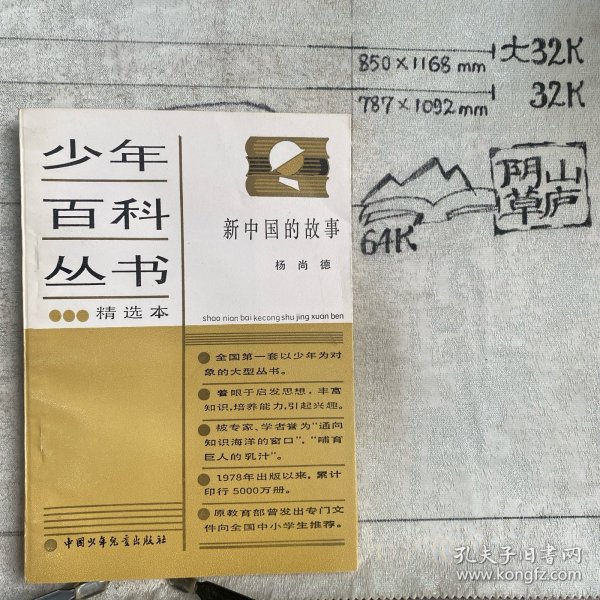 850×1168mm 大32K
787×1092mm 32K
阴山
草庐
64K
少年
百科
丛书
精选本
新中国的故事
杨尚德
shao nian bai ke cong shu jing xuan ben
全国第一套以少年为对
象的大型丛书。
着眼于启发思想，丰富
知识，培养能力，引起兴趣。
被专家、学者誉为“通向
知识海洋的窗口”，“哺育
巨人的乳汁”。
1978年出版以来，累计
印行5000万册。
原教育部曾发出专门文
件向全国中小学生推荐。
中国少年儿童出版社
孔夫子旧书网
www.kongfz.com